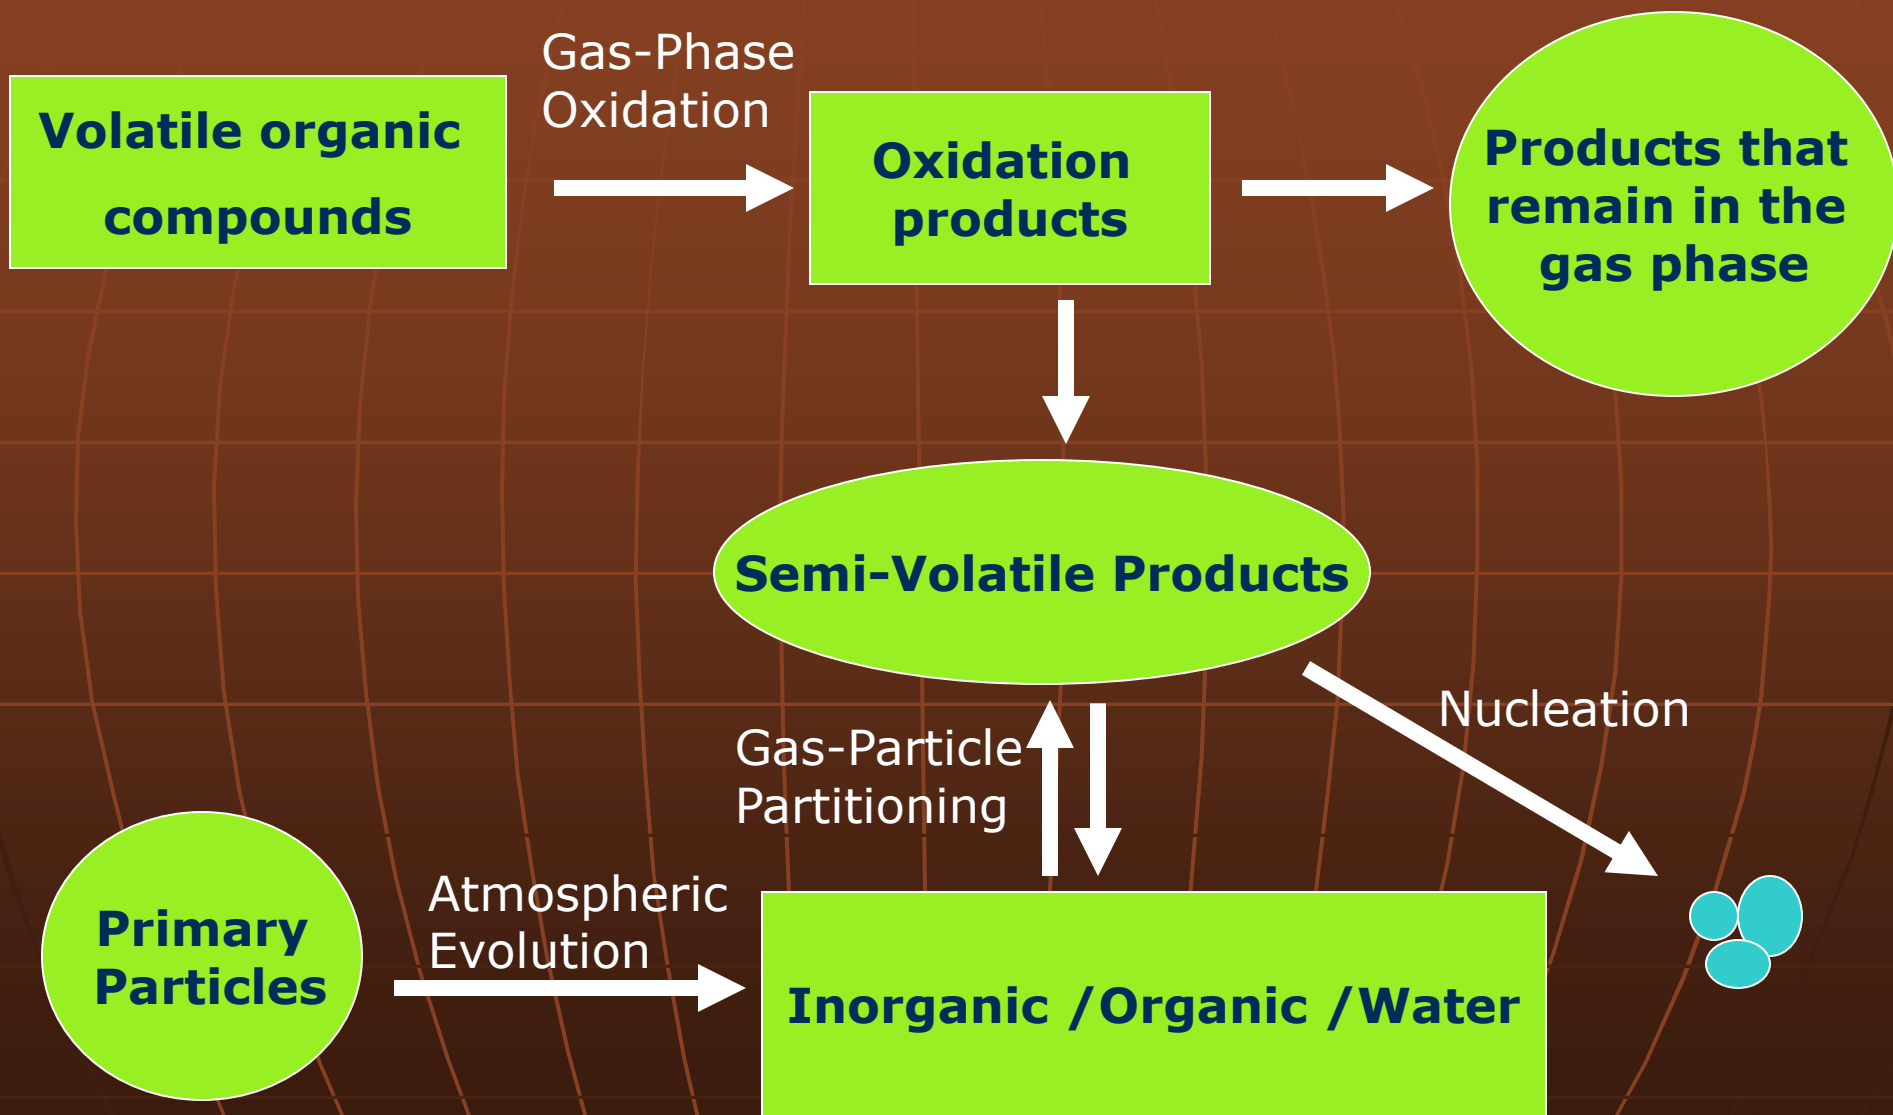 Gas-Phase
Oxidation
Volatile organic
compounds
Oxidation
products
Products that
remain in the
gas phase
Semi-Volatile Products
Nucleation
Gas-Particle
Partitioning
Atmospheric
Evolution
Primary
Particles
Inorganic /Organic /Water